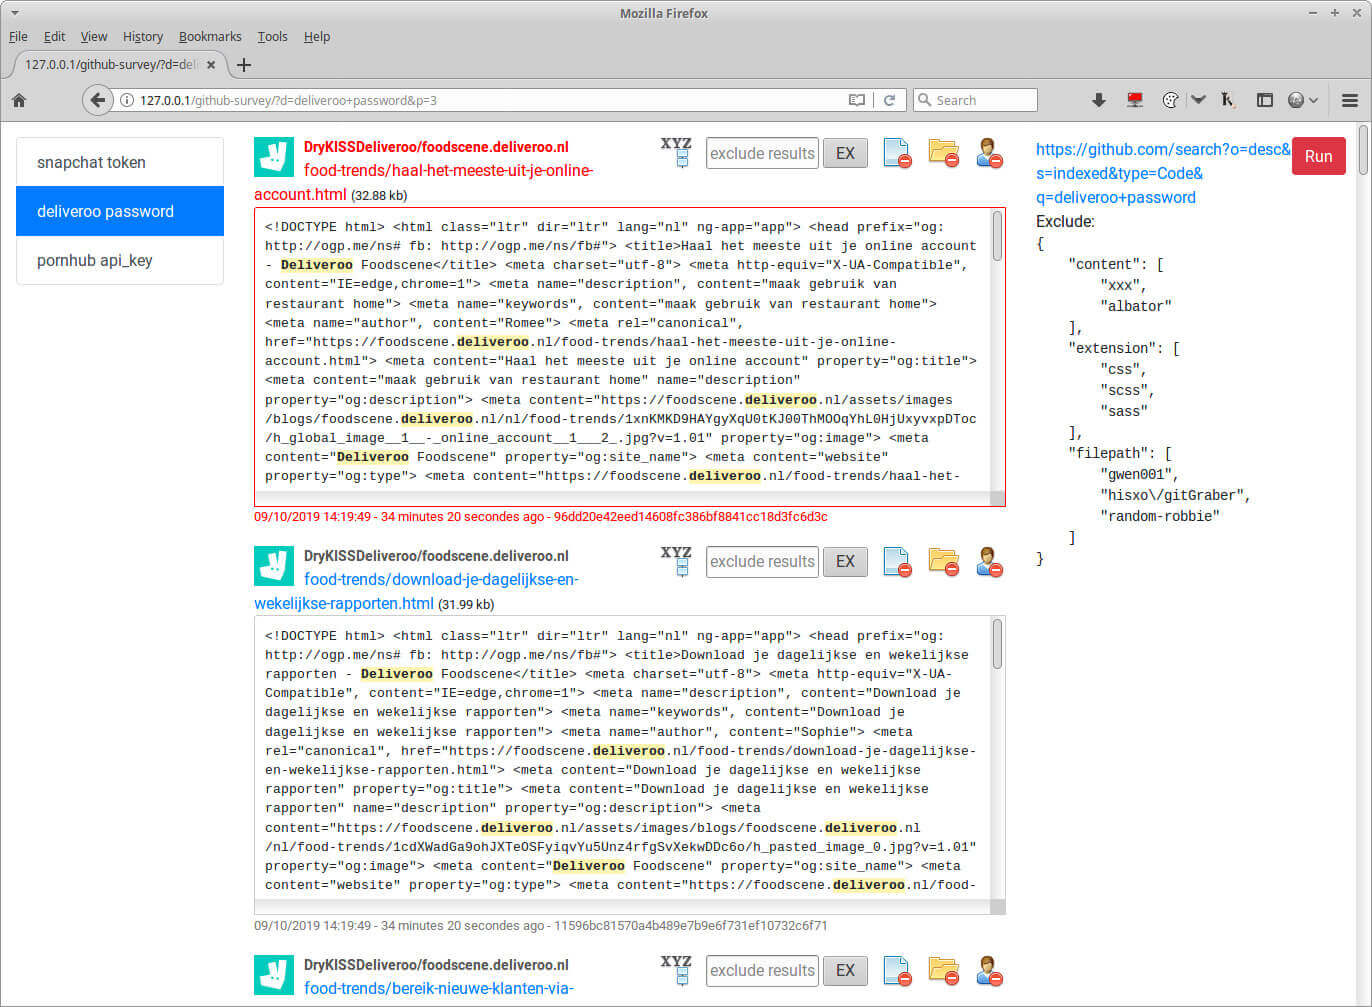 Mozilla Firefox
File Edit View History Bookmarks Tools Help
127.0.0.1/github-survey/?d=deli
127.0.0.1/github-survey/?d=deliveroo+password&p=3
Search
snapchat token
deliveroo password
pornhub api_key
DryKISSDeliveroo/foodscene.deliveroo.nl
XYZ
exclude results
EX
food-trends/haal-het-meeste-uit-je-online-
account.html (32.88 kb)
<!DOCTYPE html> <html class="ltr" dir="ltr" lang="nl" ng-app="app"> <head prefix="og:
http://ogp.me/ns# fb: http://ogp.me/ns/fb#"> <title>Haal het meeste uit je online account
- Deliveroo Foodscene</title> <meta charset="utf-8"> <meta http-equiv="X-UA-Compatible",
content="IE=edge,chrome=1"> <meta name="description", content="maak gebruik van
restaurant home"> <meta name="keywords", content="maak gebruik van restaurant home">
<meta name="author", content="Romee"> <meta rel="canonical",
href="https://foodscene.deliveroo.nl/food-trends/haal-het-meeste-uit-je-online-
account.html"> <meta content="Haal het meeste uit je online account" property="og:title">
<meta content="maak gebruik van restaurant home" name="description"
property="og:description"> <meta content="https://foodscene.deliveroo.nl/assets/images
/blogs/foodscene.deliveroo.nl/nl/food-trends/1xnKMKD9HAYgyXqU0tKJ00ThMOOqYhL0HjUxyvxpDToc
/h_global_image__1__-_online_account__1___2_.jpg?v=1.01" property="og:image"> <meta
content="Deliveroo Foodscene" property="og:site_name"> <meta content="website"
property="og:type"> <meta content="https://foodscene.deliveroo.nl/food-trends/haal-het-
09/10/2019 14:19:49 - 34 minutes 20 secondes ago - 96dd20e42eed14608fc386bf8841cc18d3fc6d3c
DryKISSDeliveroo/foodscene.deliveroo.nl
XYZ
exclude results
EX
food-trends/download-je-dagelijkse-en-
wekelijkse-rapporten.html (31.99 kb)
<!DOCTYPE html> <html class="ltr" dir="ltr" lang="nl" ng-app="app"> <head prefix="og:
http://ogp.me/ns# fb: http://ogp.me/ns/fb#"> <title>Download je dagelijkse en wekelijkse
rapporten - Deliveroo Foodscene</title> <meta charset="utf-8"> <meta http-equiv="X-UA-
Compatible", content="IE=edge,chrome=1"> <meta name="description", content="Download je
dagelijkse en wekelijkse rapporten"> <meta name="keywords", content="Download je
dagelijkse en wekelijkse rapporten"> <meta name="author", content="Sophie"> <meta
rel="canonical", href="https://foodscene.deliveroo.nl/food-trends/download-je-dagelijkse-
en-wekelijkse-rapporten.html"> <meta content="Download je dagelijkse en wekelijkse
rapporten" property="og:title"> <meta content="Download je dagelijkse en wekelijkse
rapporten" name="description" property="og:description"> <meta
content="https://foodscene.deliveroo.nl/assets/images/blogs/foodscene.deliveroo.nl
/nl/food-trends/1cdXWadGa9ohJXTeOSFyiqvYu5Unz4rfgSvXekwDDc6o/h_pasted_image_0.jpg?v=1.01"
property="og:image"> <meta content="Deliveroo Foodscene" property="og:site_name"> <meta
content="website" property="og:type"> <meta content="https://foodscene.deliveroo.nl/food-
09/10/2019 14:19:49 - 34 minutes 20 secondes ago - 11596bc81570a4b489e7b9e6f731ef10732c6f71
DryKISSDeliveroo/foodscene.deliveroo.nl
XYZ
exclude results
EX
food-trends/bereik-nieuwe-klanten-via-
https://github.com/search?o=desc&
s=indexed&type=Code&
q=deliveroo+password
Run
Exclude:
{
"content": [
"xxx",
"albator"
],
"extension": [
"css",
"scss",
"sass"
],
"filepath": [
"gwen001",
"hisxo\/gitGraber",
"random-robbie"
]
}